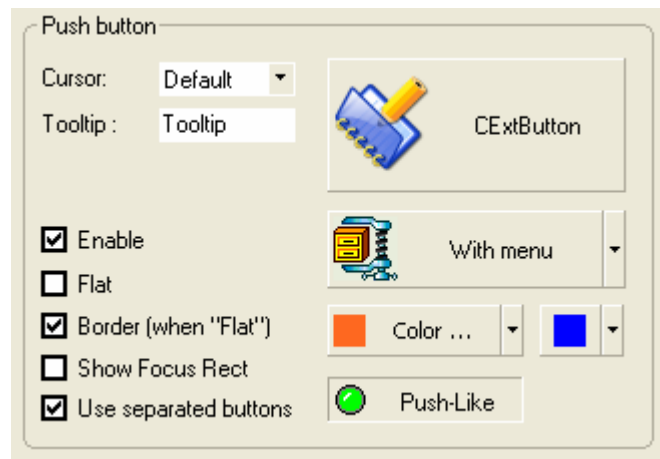 Push button
Cursor:
Default
Tooltip :
Tooltip
CExtButton
Enable
Flat
Border (when "Flat")
Show Focus Rect
Use separated buttons
With menu
Color ...
Push-Like